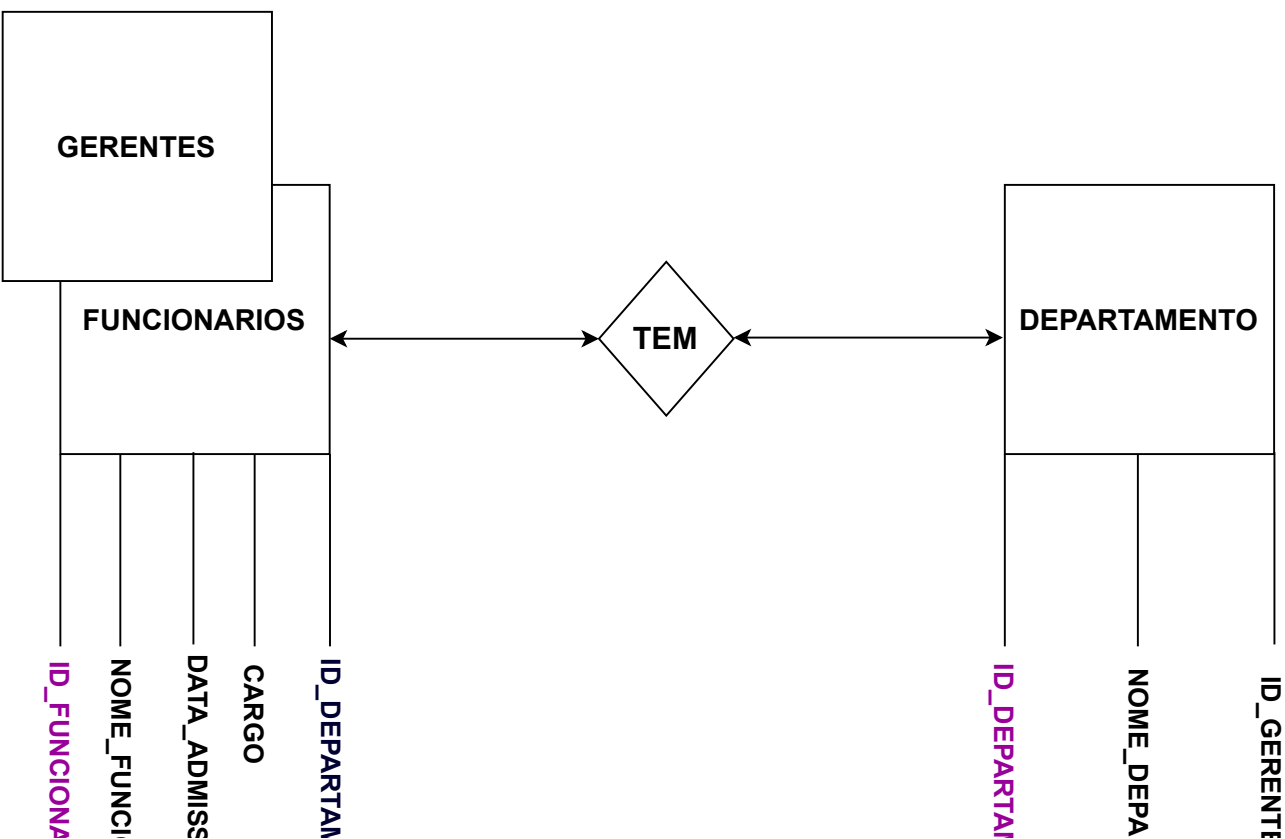 GERENTES
FUNCIONARIOS
TEM
DEPARTAMENTO
ID_FUNCIONA
NOME_FUNCI
DATA_ADMISS
CARGO
ID_DEPARTAM
ID_DEPARTAM
NOME_DEPA
ID_GERENTE